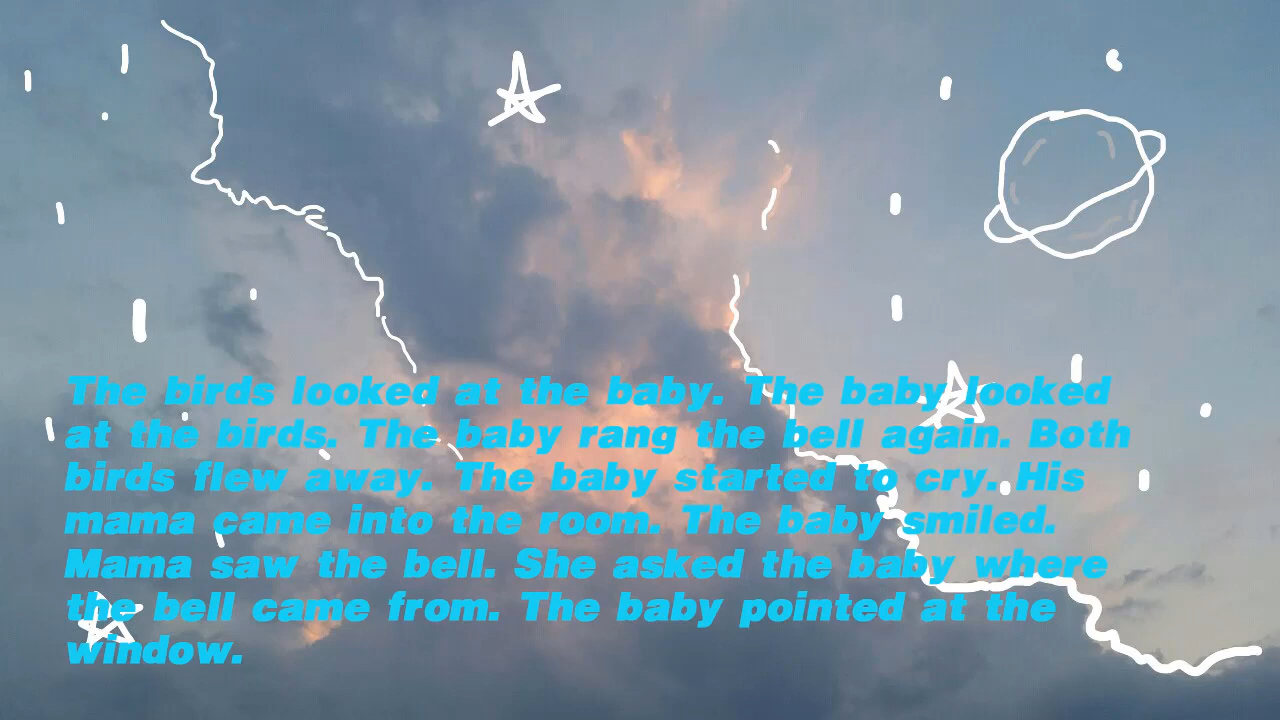 The birds looked at the baby. The baby looked
at the birds. The baby rang the bell again. Both
birds flew away. The baby started to cry. His
mama came into the room. The baby smiled.
Mama saw the bell. She asked the baby where
the bell came from. The baby pointed at the
window.